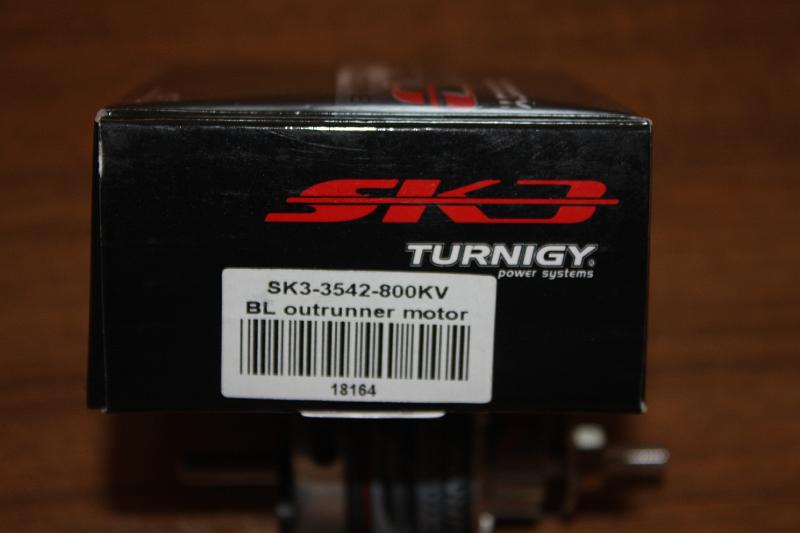 SK3
TURNIGY
power systems
SK3-3542-800KV
BL outrunner motor
18164